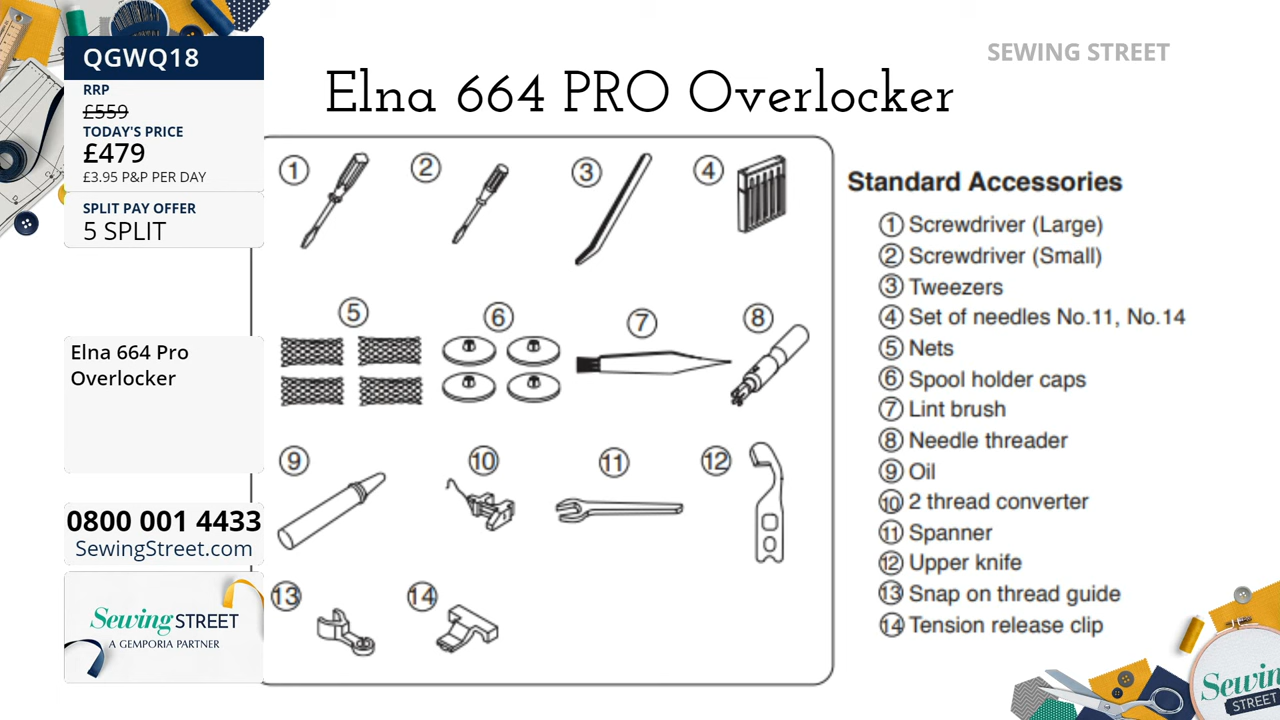 QGWQ18
RRP
£559
TODAY'S PRICE
£479
£3.95 P&P PER DAY
SPLIT PAY OFFER
5 SPLIT
Elna 664 Pro
Overlocker
0800 001 4433
SewingStreet.com
Sewing STREET
A GEMPORIA PARTNER
SEWING STREET
Elna 664 PRO Overlocker
① ② ③ ④
⑤ ⑥ ⑦ ⑧
⑨ ⑩ ⑪ ⑫
⑬ ⑭
Standard Accessories
① Screwdriver (Large)
② Screwdriver (Small)
③ Tweezers
④ Set of needles No.11, No.14
⑤ Nets
⑥ Spool holder caps
⑦ Lint brush
⑧ Needle threader
⑨ Oil
⑩ 2 thread converter
⑪ Spanner
⑫ Upper knife
⑬ Snap on thread guide
⑭ Tension release clip
Sewin
STREET